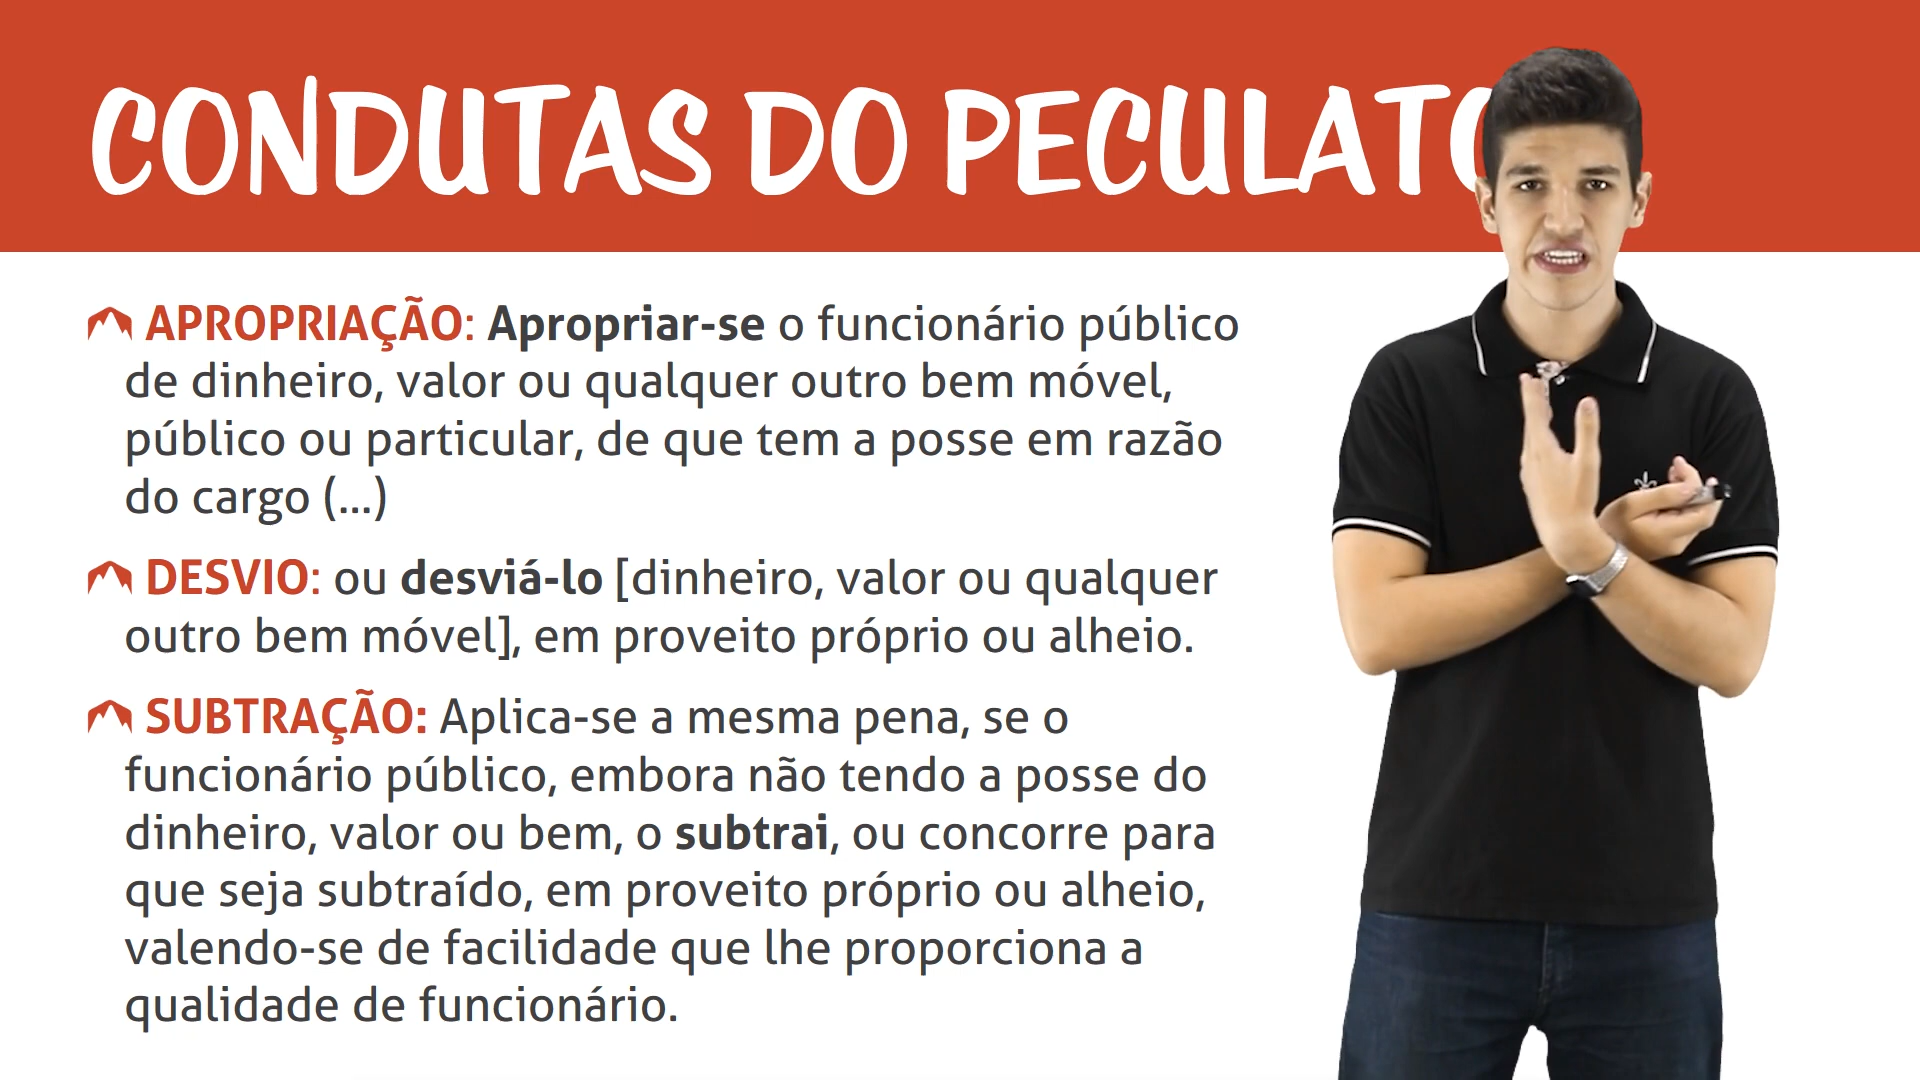 CONDUTAS DO PECULATO
APROPRIAÇÃO: Apropriar-se o funcionário público
de dinheiro, valor ou qualquer outro bem móvel,
público ou particular, de que tem a posse em razão
do cargo (...)
DESVIO: ou desviá-lo [dinheiro, valor ou qualquer
outro bem móvel], em proveito próprio ou alheio.
SUBTRAÇÃO: Aplica-se a mesma pena, se o
funcionário público, embora não tendo a posse do
dinheiro, valor ou bem, o subtrai, ou concorre para
que seja subtraído, em proveito próprio ou alheio,
valendo-se de facilidade que lhe proporciona a
qualidade de funcionário.